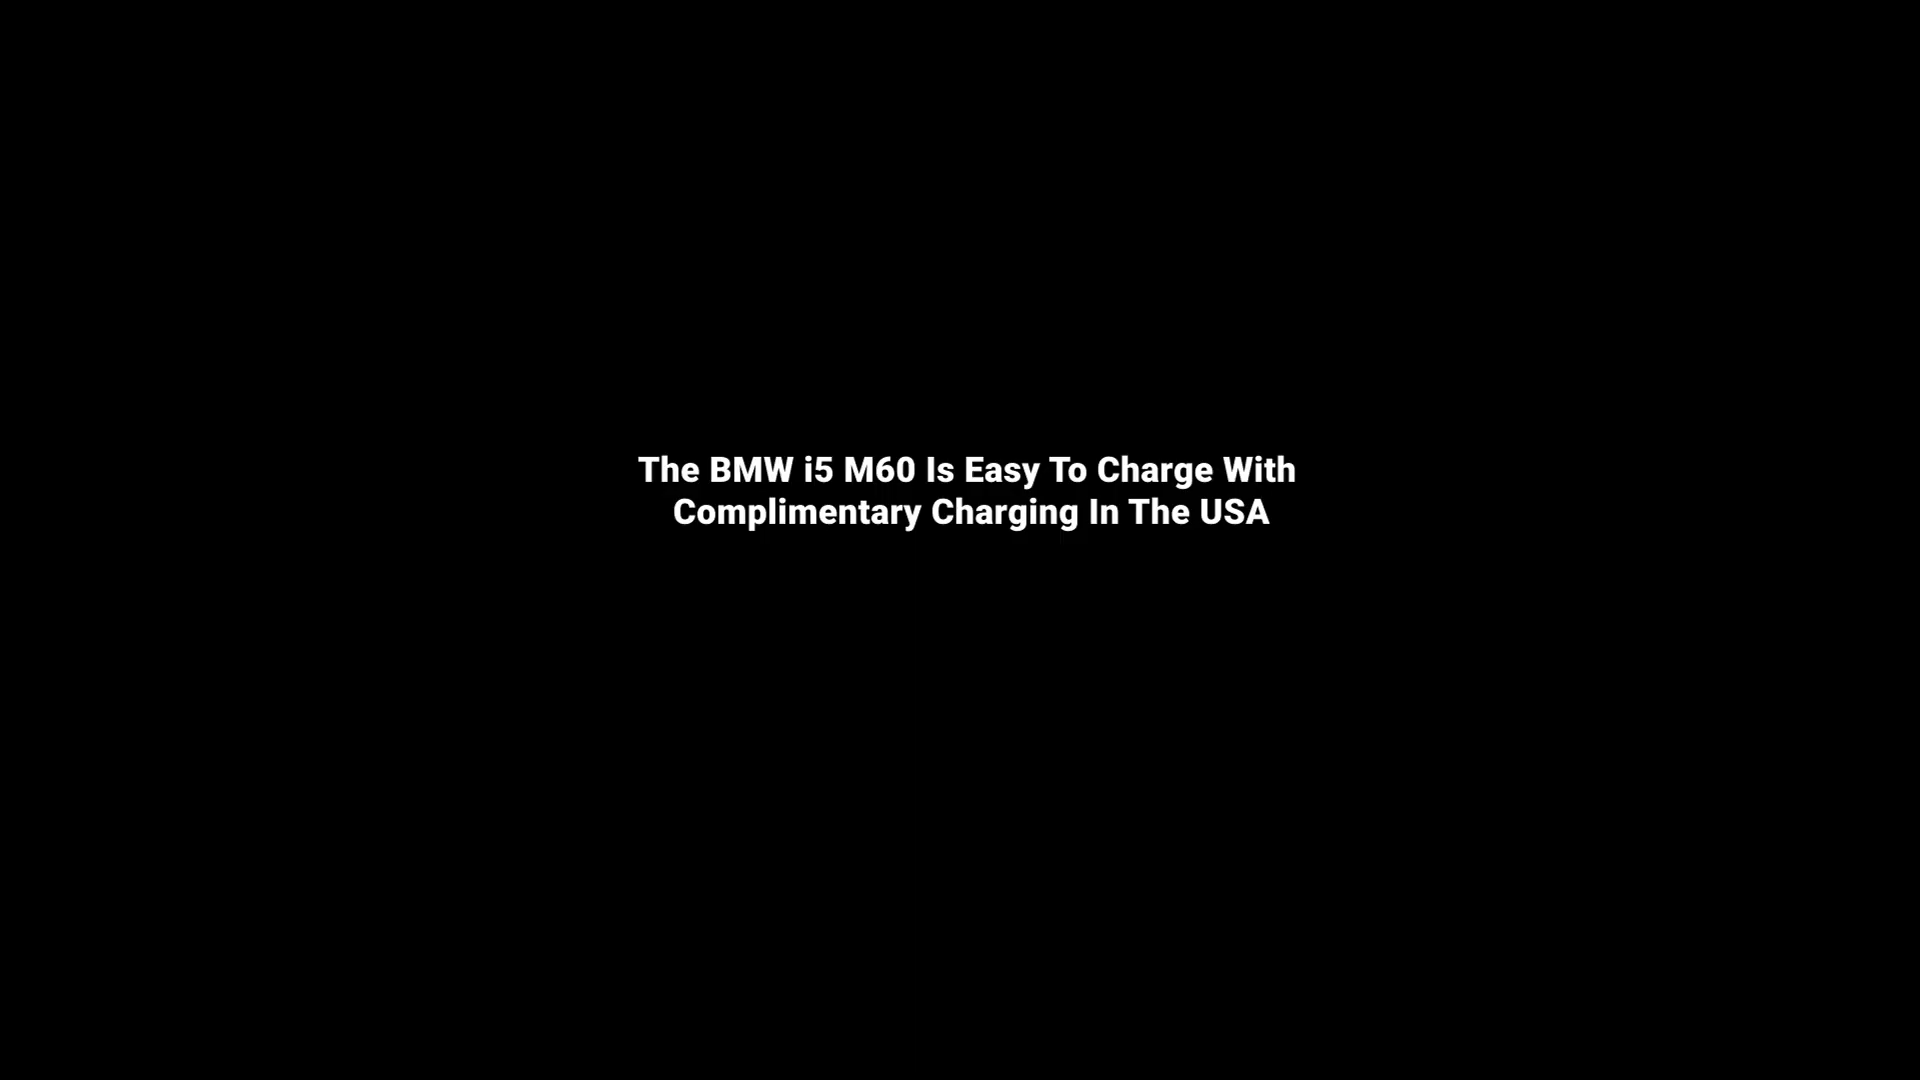 The BMW i5 M60 Is Easy To Charge With
Complimentary Charging In The USA